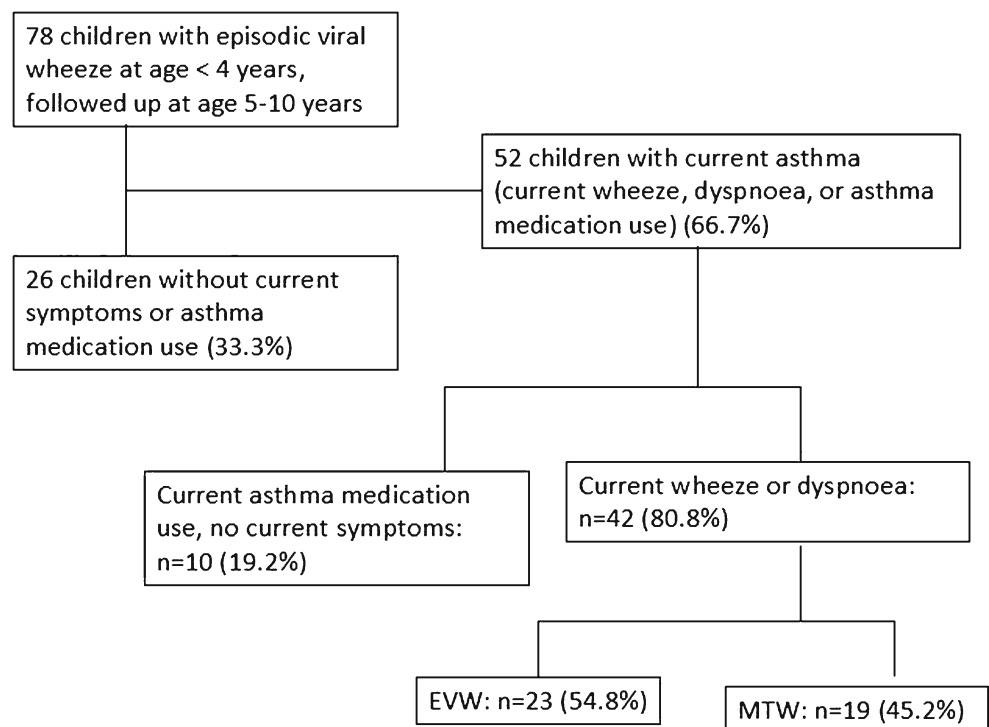 78 children with episodic viral
wheeze at age < 4 years,
followed up at age 5-10 years
52 children with current asthma
(current wheeze, dyspnoea, or asthma
medication use) (66.7%)
26 children without current
symptoms or asthma
medication use (33.3%)
Current asthma medication
use, no current symptoms:
n=10 (19.2%)
Current wheeze or dyspnoea:
n=42 (80.8%)
EVW: n=23 (54.8%)
MTW: n=19 (45.2%)